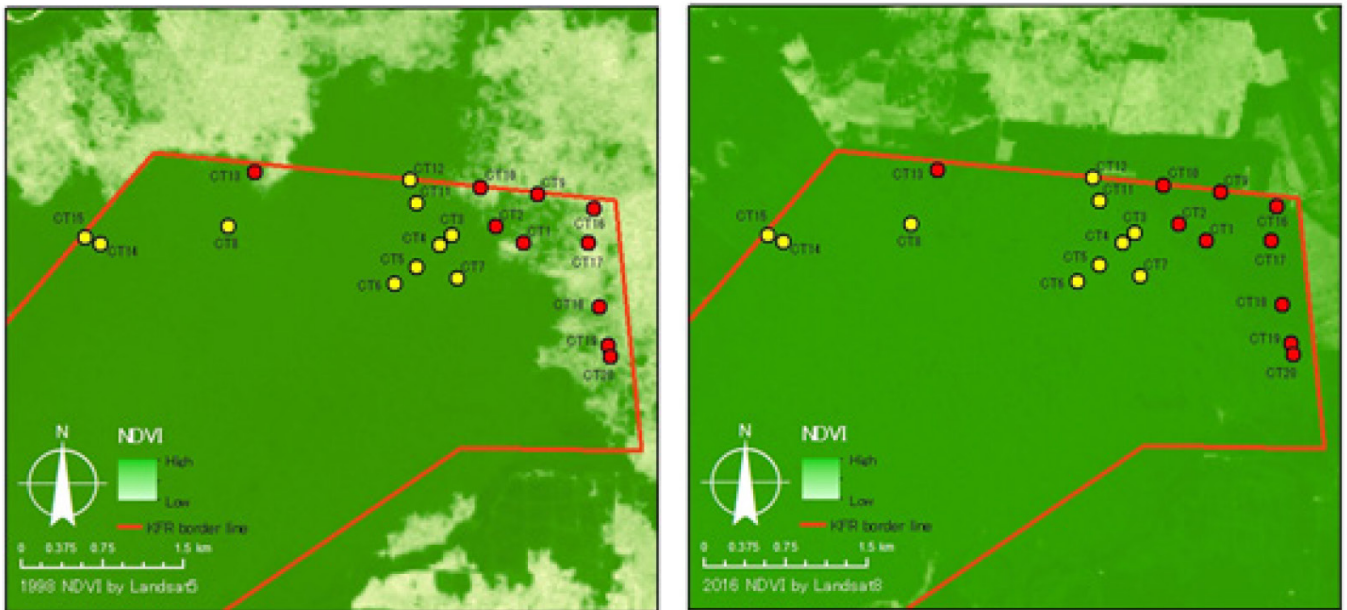 CT13
CT12
CT11
CT10
CT9
CT16
CT15
CT14
CT8
CT3
CT4
CT2
CT1
CT17
CT5
CT6
CT7
CT18
CT19
CT20
N
NDVI
High
Low
KFR border line
0 0.375 0.75 1.5 km
1998 NDVI by Landsat5
CT13
CT12
CT11
CT10
CT9
CT16
CT15
CT14
CT8
CT3
CT4
CT2
CT1
CT17
CT5
CT6
CT7
CT18
CT19
CT20
N
NDVI
High
Low
KFR border line
0 0.375 0.75 1.5 km
2016 NDVI by Landsat8